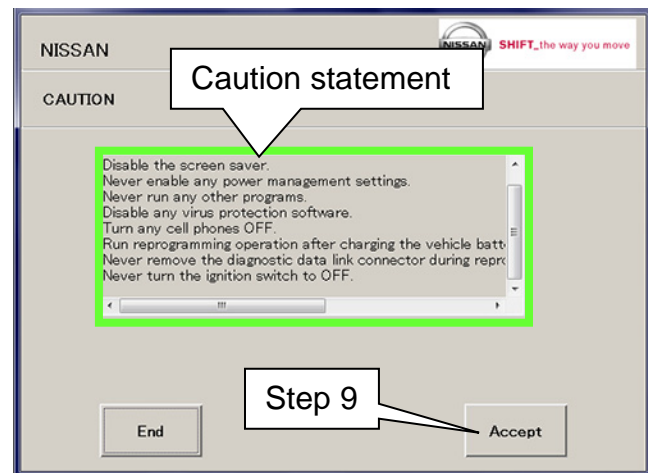 NISSAN
NISSAN SHIFT_the way you move
Caution statement
CAUTION
Disable the screen saver.
Never enable any power management settings.
Never run any other programs.
Disable any virus protection software.
Turn any cell phones OFF.
Run reprogramming operation after charging the vehicle batt
Never remove the diagnostic data link connector during repro
Never turn the ignition switch to OFF.
Step 9
End
Accept